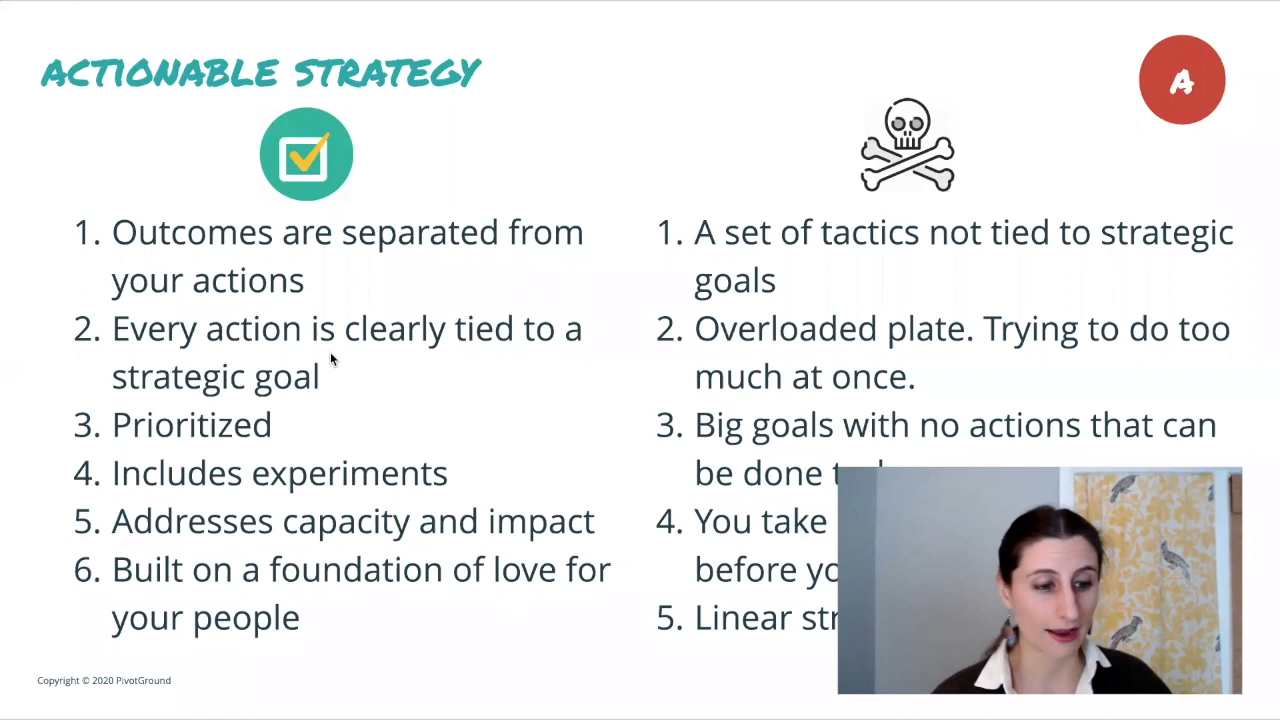 ACTIONABLE STRATEGY
A
1. Outcomes are separated from
your actions
2. Every action is clearly tied to a
strategic goal
3. Prioritized
4. Includes experiments
5. Addresses capacity and impact
6. Built on a foundation of love for
your people
1. A set of tactics not tied to strategic
goals
2. Overloaded plate. Trying to do too
much at once.
3. Big goals with no actions that can
be done
4. You take
before
5. Linear
Copyright © 2020 PivotGround